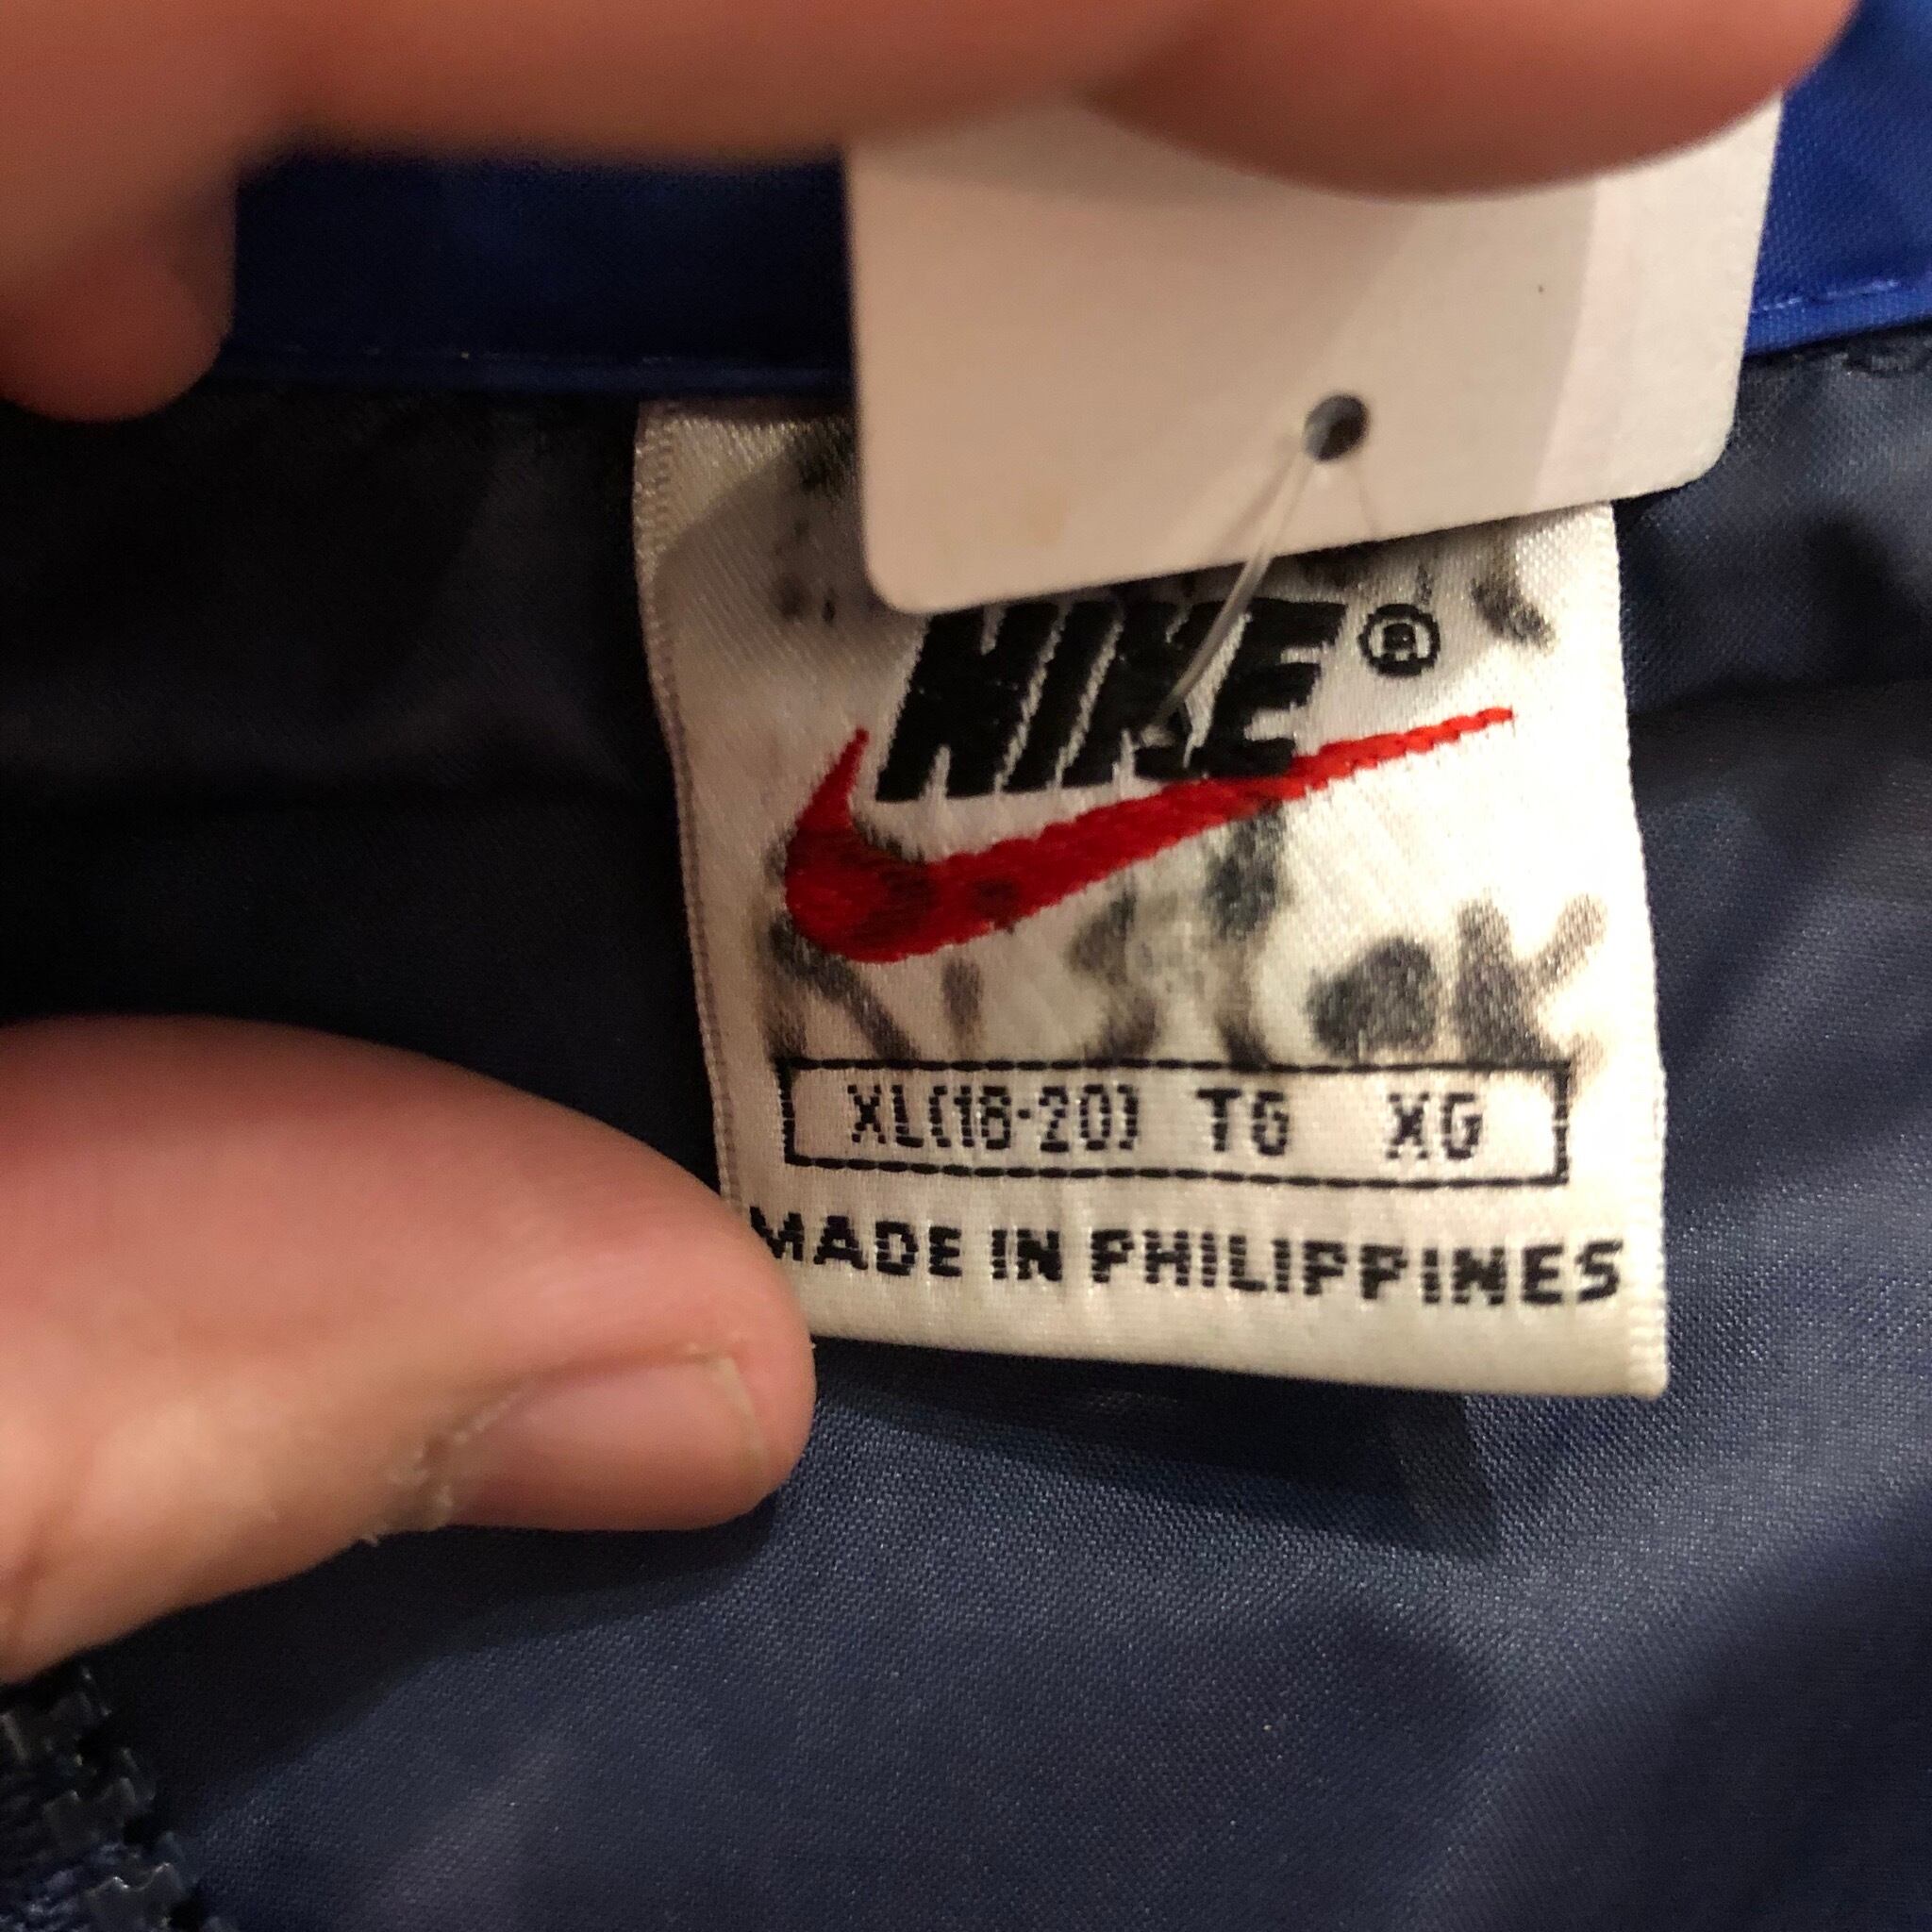 NIKE®
XL(18-20) TG XG
MADE IN PHILIPPINES